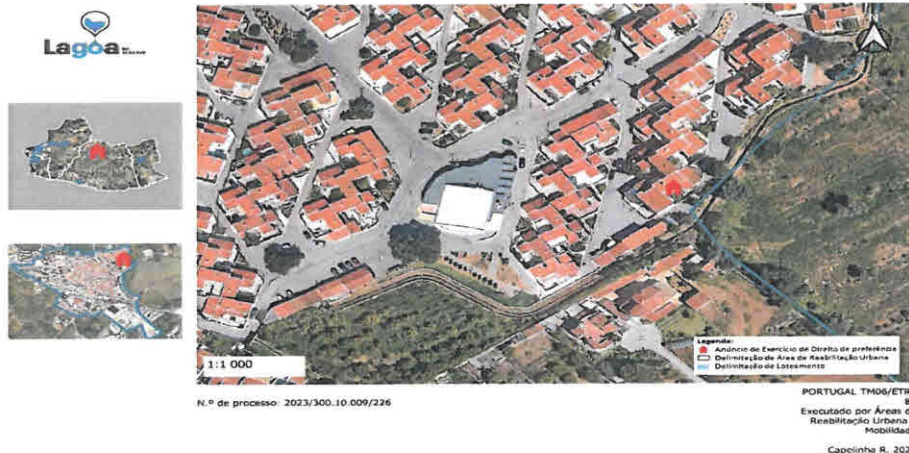 Lagoa
1:1 000
Legenda:
Anúncio de Exercício de Direito de preferência
Delimitação de Área de Reabilitação Urbana
Delimitação de Loteamento
N.º de processo: 2023/300.10.009/226
PORTUGAL TM06/ETR
Executado por Áreas d
Reabilitação Urbana
Mobilidad
Capelinha R. 202